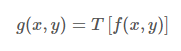 g(x, y) = T [f(x, y)]